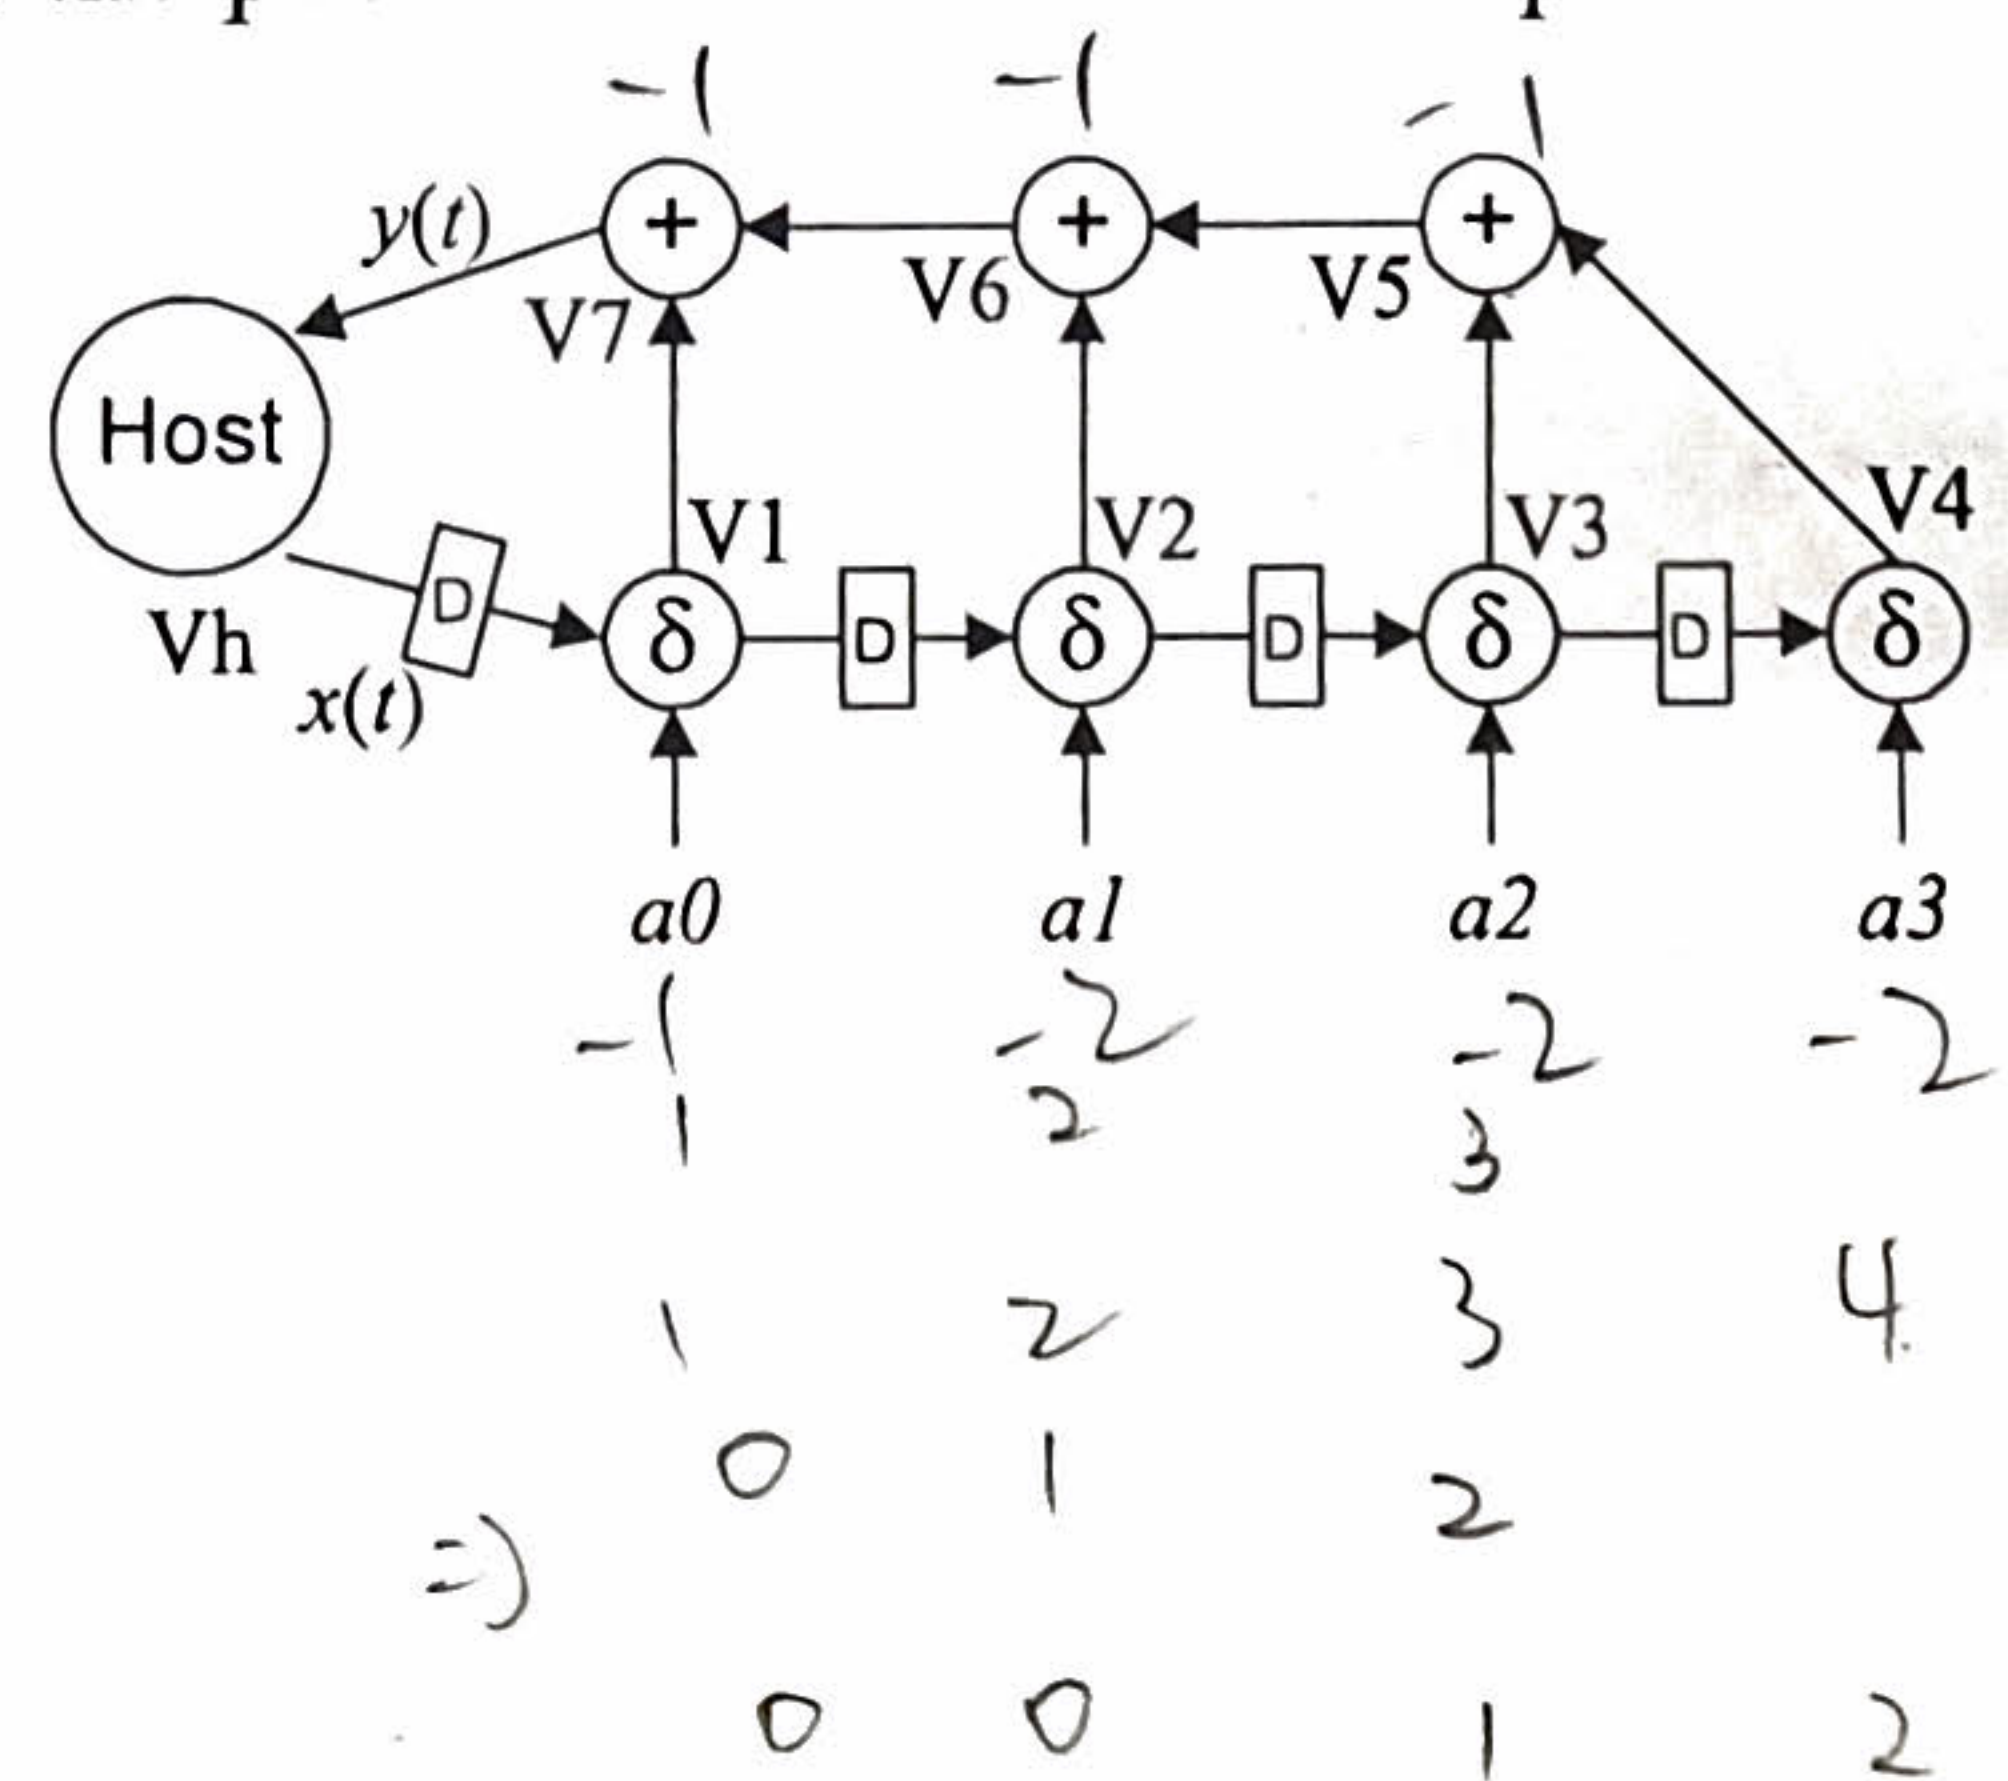 -1 -1 -1
y(t) + + +
V7 V6 V5
Host
V1 V2 V3 V4
Vh D δ D δ D δ D δ
x(t)
a0 a1 a2 a3
-1 -2 -2 -2
1 2 3
1 2 3 4
0 1 2
=)
0 0 1 2